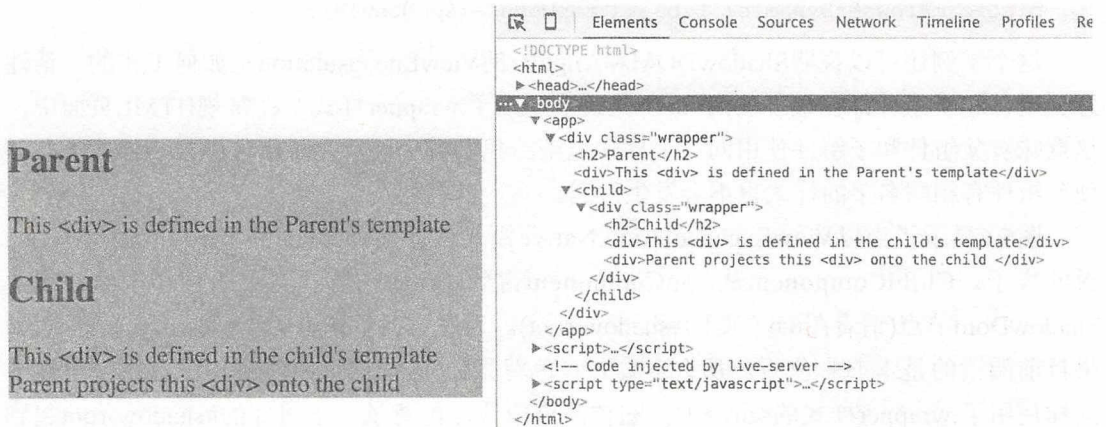 Parent
This <div> is defined in the Parent's template
Child
This <div> is defined in the child's template
Parent projects this <div> onto the child
Elements Console Sources Network Timeline Profiles Re
<!DOCTYPE html>
<html>
▶<head>…</head>
…▼ body
▼<app>
▼<div class="wrapper">
<h2>Parent</h2>
<div>This <div> is defined in the Parent's template</div>
▼<child>
▼<div class="wrapper">
<h2>Child</h2>
<div>This <div> is defined in the child's template</div>
<div>Parent projects this <div> onto the child </div>
</div>
</child>
</div>
</app>
▶<script>…</script>
<!-- Code injected by live-server -->
▶<script type="text/javascript">…</script>
</body>
</html>